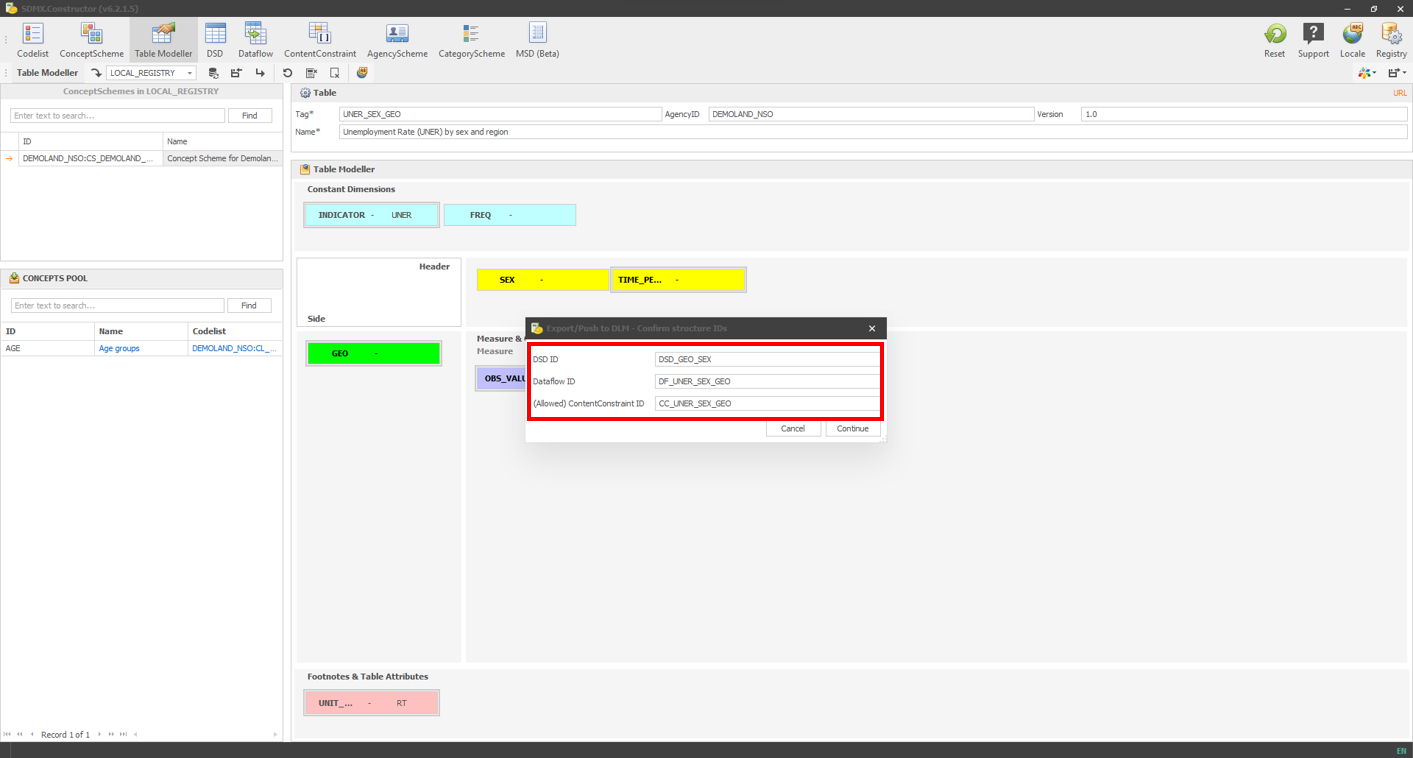 SDMX.Constructor (v6.2.1.5)
Codelist ConceptScheme Table Modeller DSD Dataflow ContentConstraint AgencyScheme CategoryScheme MSD (Beta) Reset Support Locale Registry
Table Modeller LOCAL_REGISTRY
ConceptSchemes in LOCAL_REGISTRY
Enter text to search... Find
ID Name
DEMOLAND_NSO:CS_DEMOLAND_... Concept Scheme for Demolan...
CONCEPTS POOL
Enter text to search... Find
ID Name Codelist
AGE Age groups DEMOLAND_NSO:CL_...
Record 1 of 1
Table URL
Tag* UNER_SEX_GEO AgencyID DEMOLAND_NSO Version 1.0
Name* Unemployment Rate (UNER) by sex and region
Table Modeller
Constant Dimensions
INDICATOR - UNER FREQ -
Header
Side
SEX - TIME_PE... -
GEO -
Measure &
Measure
OBS_VALU
Export/Push to DLM - Confirm structure IDs
DSD ID DSD_GEO_SEX
Dataflow ID DF_UNER_SEX_GEO
(Allowed) ContentConstraint ID CC_UNER_SEX_GEO
Cancel Continue
Footnotes & Table Attributes
UNIT_... - RT
EN